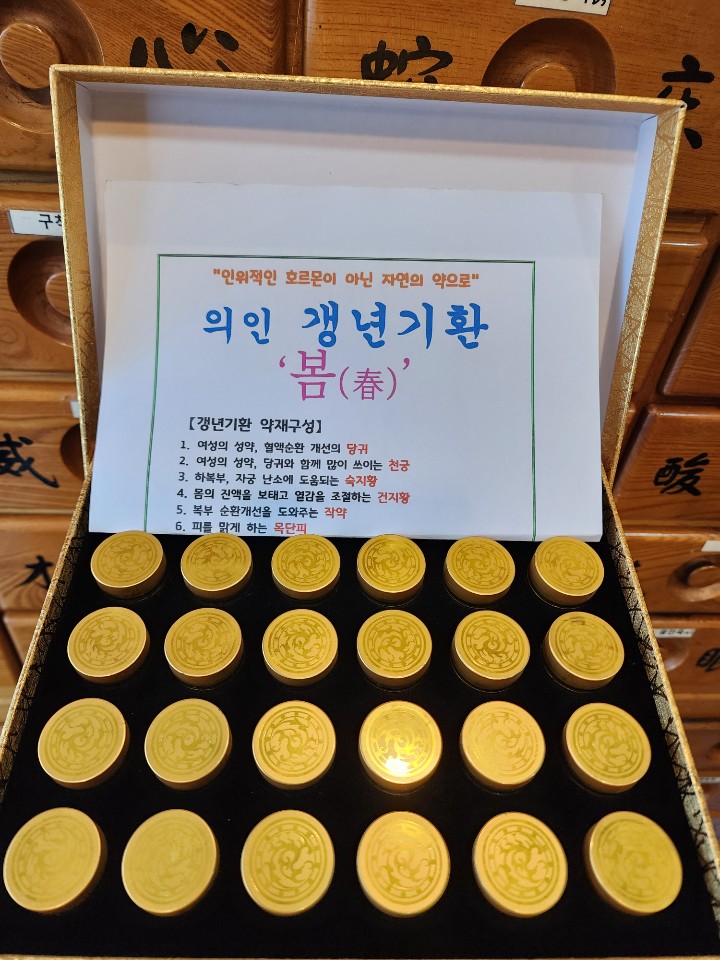 心
蛇
구
"인위적인 호르몬이 아닌 자연의 약으로"
의인 갱년기환
'봄(春)'
【갱년기환 약재구성】
1. 여성의 성약, 혈액순환 개선의 당귀
2. 여성의 성약, 당귀와 함께 많이 쓰이는 천궁
3. 하복부, 자궁 난소에 도움되는 숙지황
4. 몸의 진액을 보태고 열감을 조절하는 건지황
5. 복부 순환개선을 도와주는 작약
6. 피를 맑게 하는 목단피
威
酸
木